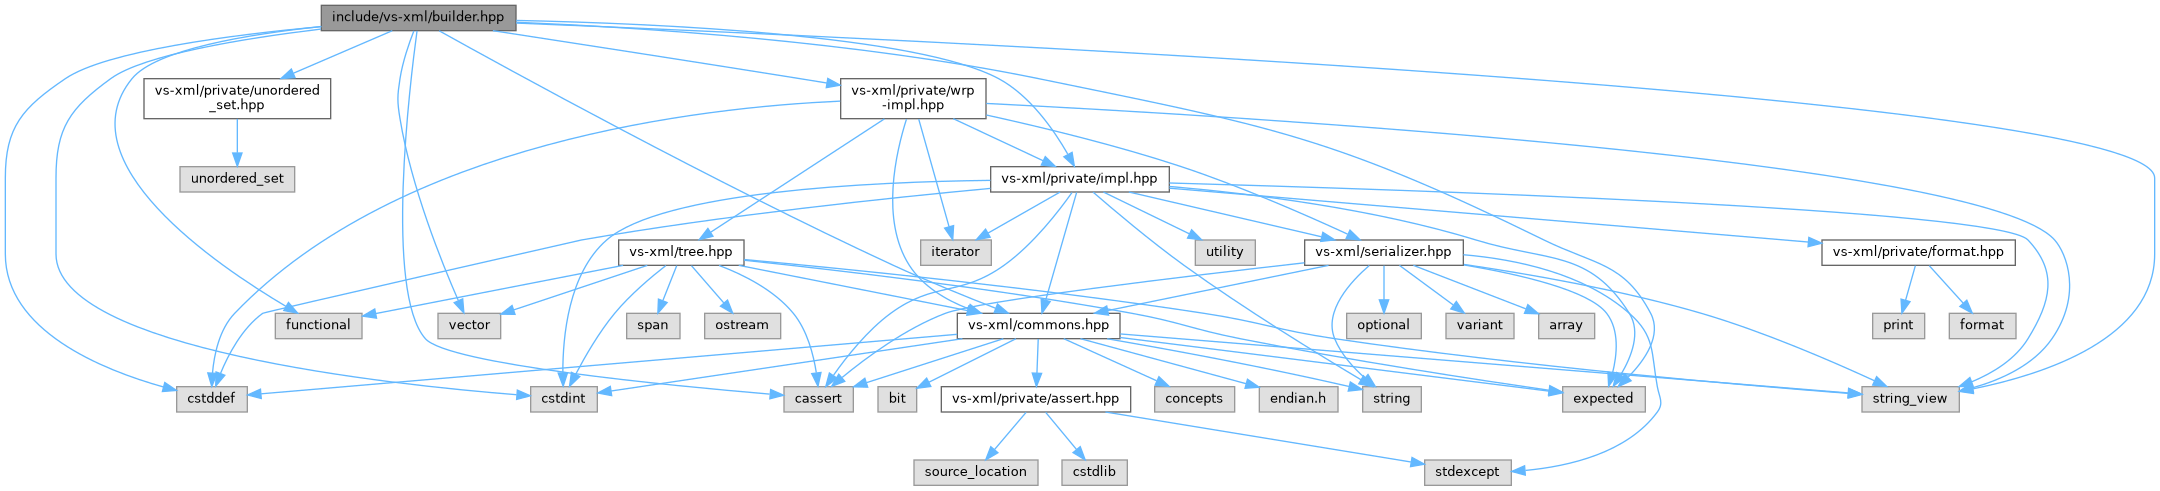 include/vs-xml/builder.hpp
vs-xml/private/unordered
_set.hpp
vs-xml/private/wrp
-impl.hpp
unordered_set
vs-xml/private/impl.hpp
vs-xml/tree.hpp
iterator
utility
vs-xml/serializer.hpp
vs-xml/private/format.hpp
functional
vector
span
ostream
vs-xml/commons.hpp
optional
variant
array
print
format
cstddef
cstdint
cassert
bit
vs-xml/private/assert.hpp
concepts
endian.h
string
expected
string_view
source_location
cstdlib
stdexcept